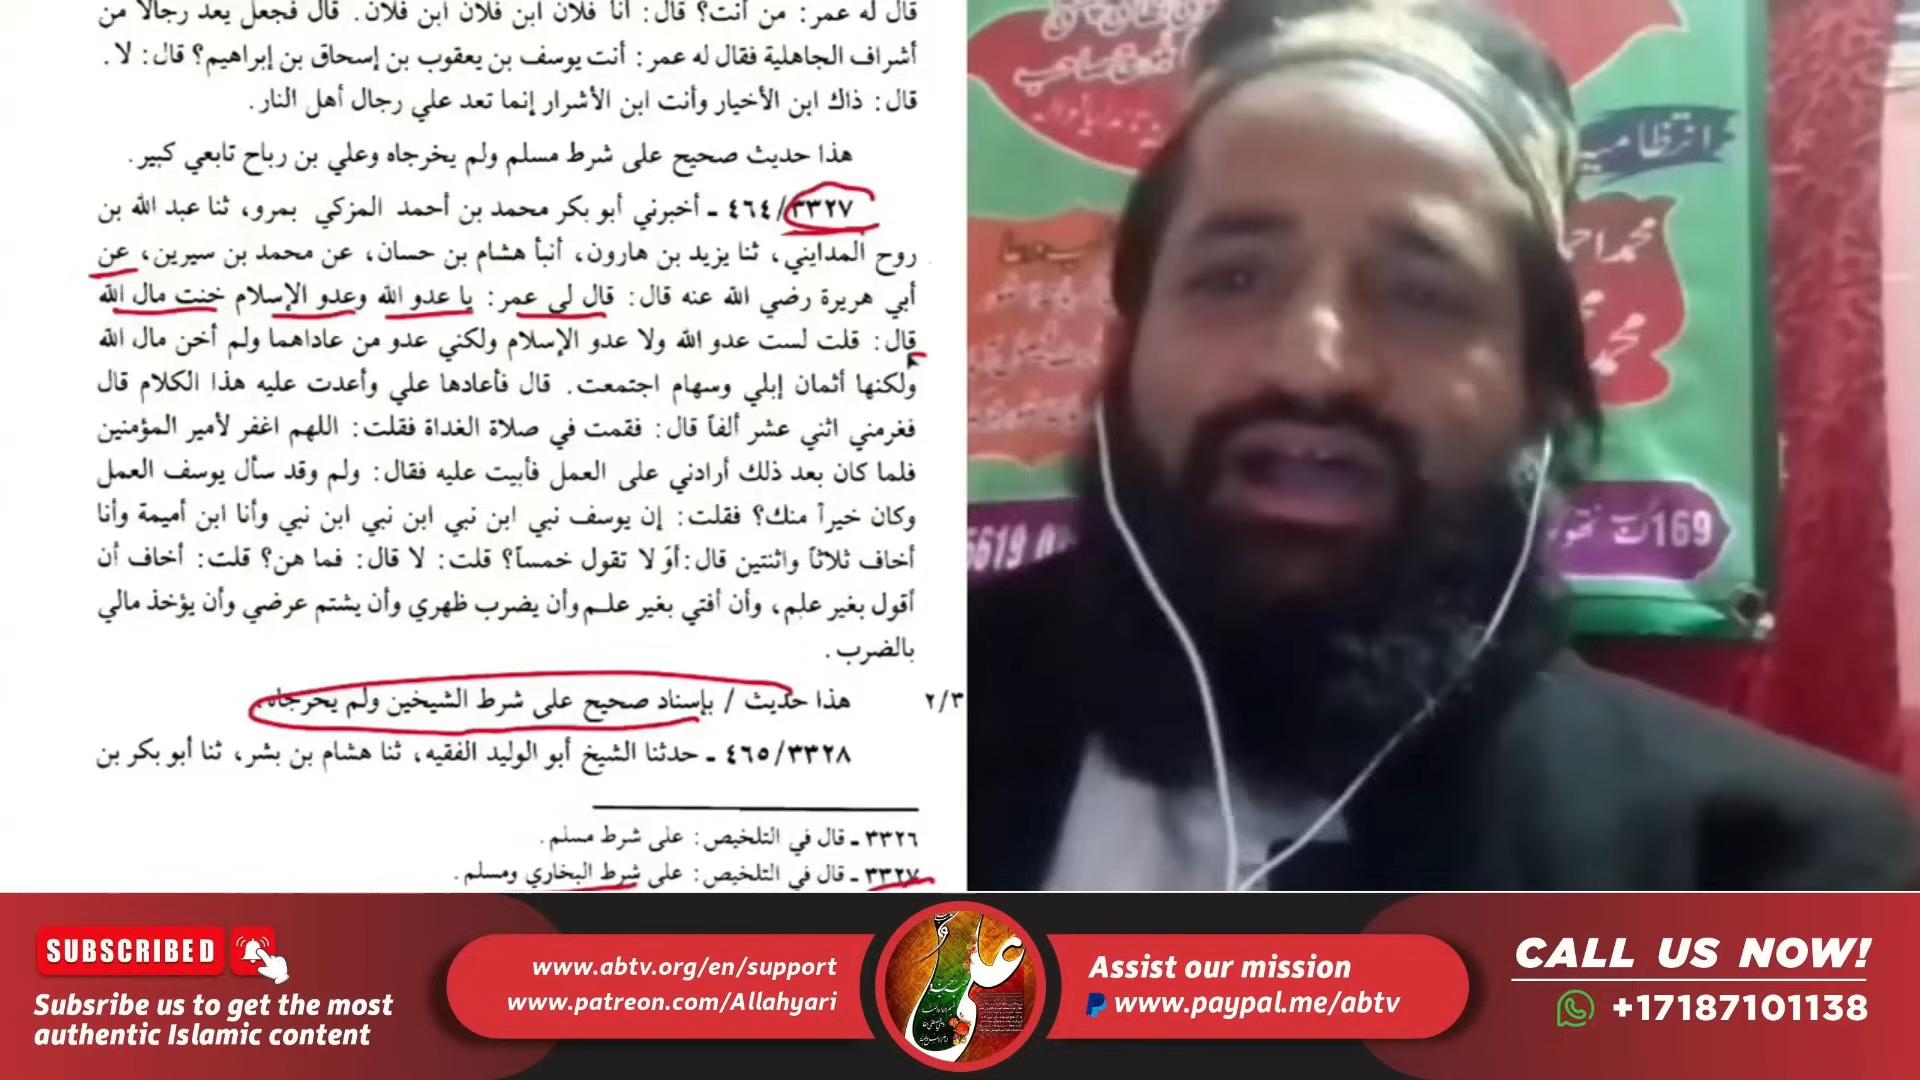 قال له عمر: من أنت؟ قال: أنا فلان ابن فلان ابن فلان. قال فجعل يعد رجالاً من
أشراف الجاهلية فقال له عمر: أنت يوسف بن يعقوب بن إسحاق بن إبراهيم؟ قال: لا.
قال: ذاك ابن الأخيار وأنت ابن الأشرار إنما تعد علي رجال أهل النار.
هذا حديث صحيح على شرط مسلم ولم يخرجاه وعلي بن رباح تابعي كبير.
٤٦٤/٣٣٢٧ ـ أخبرني أبو بكر محمد بن أحمد المزكي بمرو، ثنا عبد الله بن
روح المدايني، ثنا يزيد بن هارون، أنبأ هشام بن حسان، عن محمد بن سيرين، عن
أبي هريرة رضي الله عنه قال: قال لي عمر: يا عدو الله وعدو الإسلام خنت مال الله
قال: قلت لست عدو الله ولا عدو الإسلام ولكني عدو من عاداهما ولم أخن مال الله
ولكنها أثمان إبلي وسهام اجتمعت. قال فأعادها علي وأعدت عليه هذا الكلام قال
فغرمني اثني عشر ألفاً قال: فقمت في صلاة الغداة فقلت: اللهم اغفر لأمير المؤمنين
فلما كان بعد ذلك أرادني على العمل فأبيت عليه فقال: ولم وقد سأل يوسف العمل
وكان خيراً منك؟ فقلت: إن يوسف نبي ابن نبي ابن نبي ابن نبي وأنا ابن أميمة وأنا
أخاف ثلاثاً واثنتين قال: أوَ لا تقول خمساً؟ قلت: لا قال: فما هن؟ قلت: أخاف أن
أقول بغير علم، وأن أفتي بغير علـم وأن يضرب ظهري وأن يشتم عرضي وأن يؤخذ مالي
بالضرب.
هذا حديث / بإسناد صحيح على شرط الشيخين ولم يخرجاه.
٢/٣
٤٦٥/٣٣٢٨ ـ حدثنا الشيخ أبو الوليد الفقيه، ثنا هشام بن بشر، ثنا أبو بكر بن
٣٣٢٦ ـ قال في التلخيص: على شرط مسلم.
٣٣٢٧ ـ قال في التلخيص: على شرط البخاري ومسلم.
انتظامیہ
محمد احمد
169
5619
SUBSCRIBED
Subsribe us to get the most
authentic Islamic content
www.abtv.org/en/support
www.patreon.com/Allahyari
علی
Assist our mission
www.paypal.me/abtv
CALL US NOW!
+17187101138